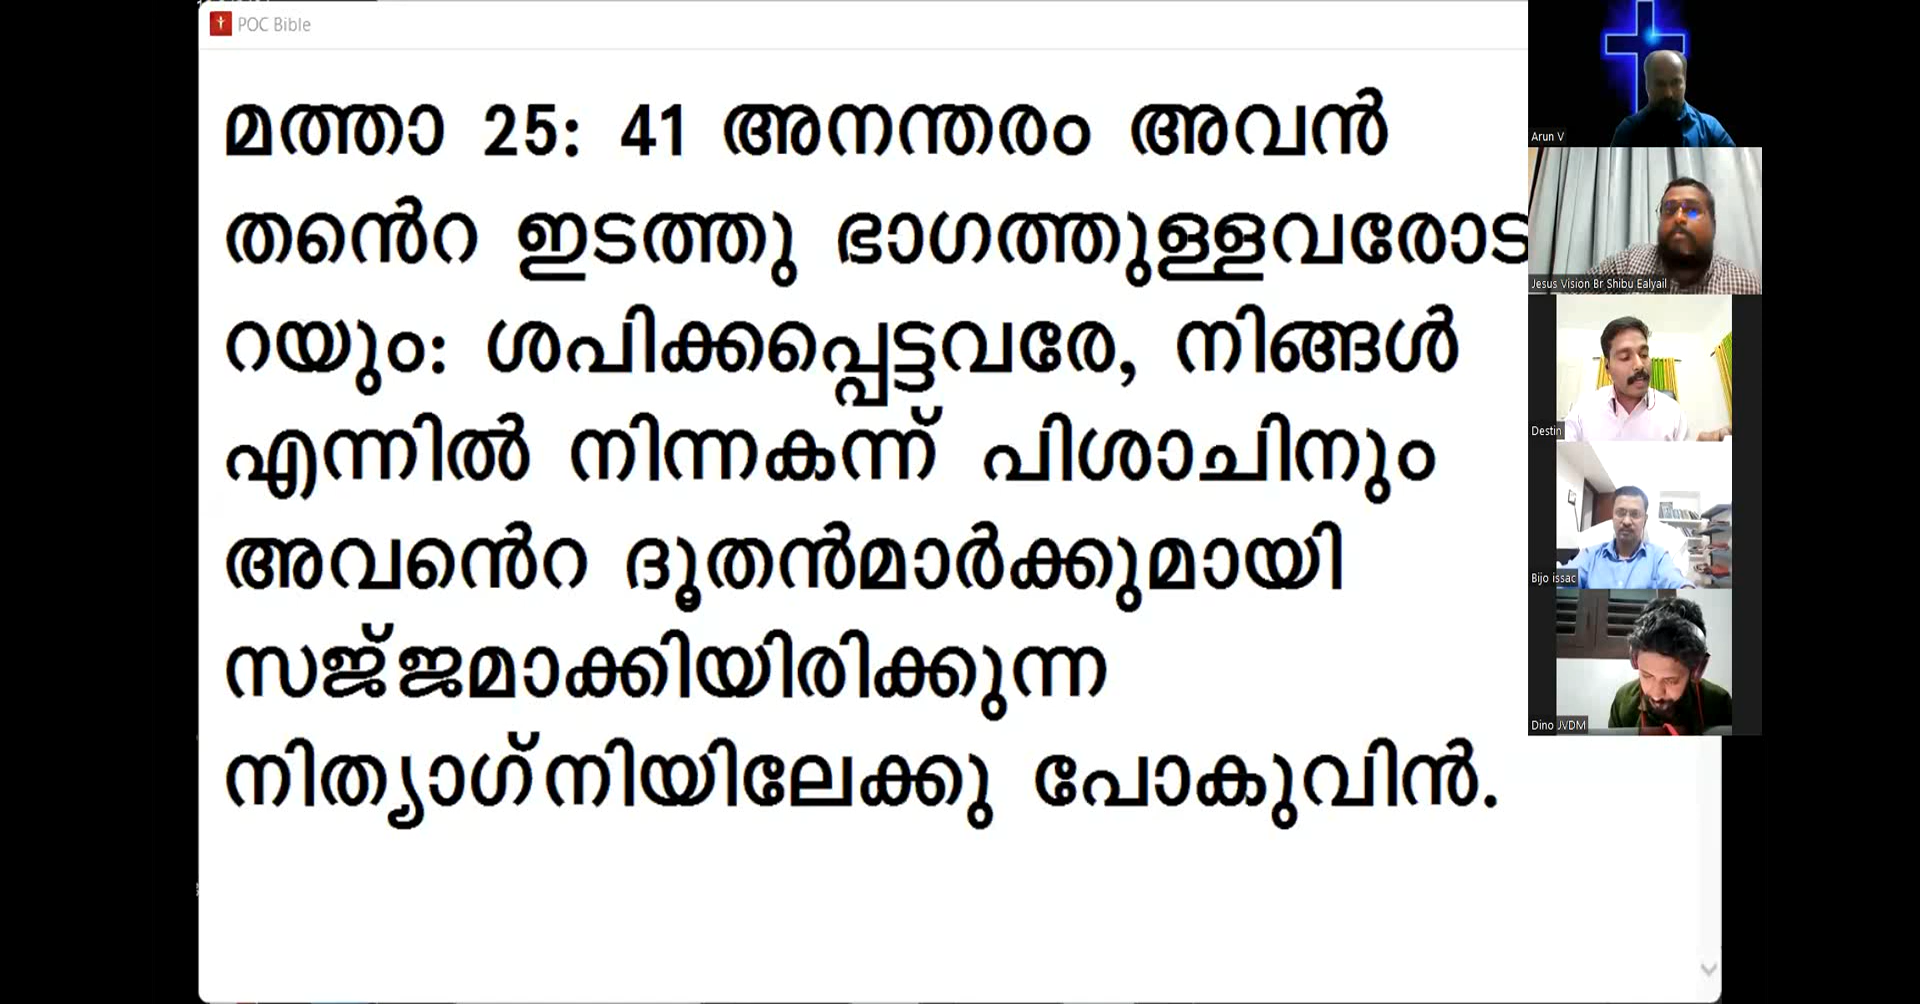 POC Bible
മത്താ 25: 41 അനന്തരം അവൻ
തൻെറ ഇടത്തു ഭാഗത്തുള്ളവരോട
റയും: ശപിക്കപ്പെട്ടവരേ, നിങ്ങൾ
എന്നിൽ നിന്നകന്ന് പിശാചിനും
അവൻെറ ദൂതൻമാർക്കുമായി
സജ്ജമാക്കിയിരിക്കുന്ന
നിത്യാഗ്നിയിലേക്കു പോകുവിൻ.
Arun V
Jesus Vision Br Shibu Ealyail
Destin
Bijo issac
Dino JVDM